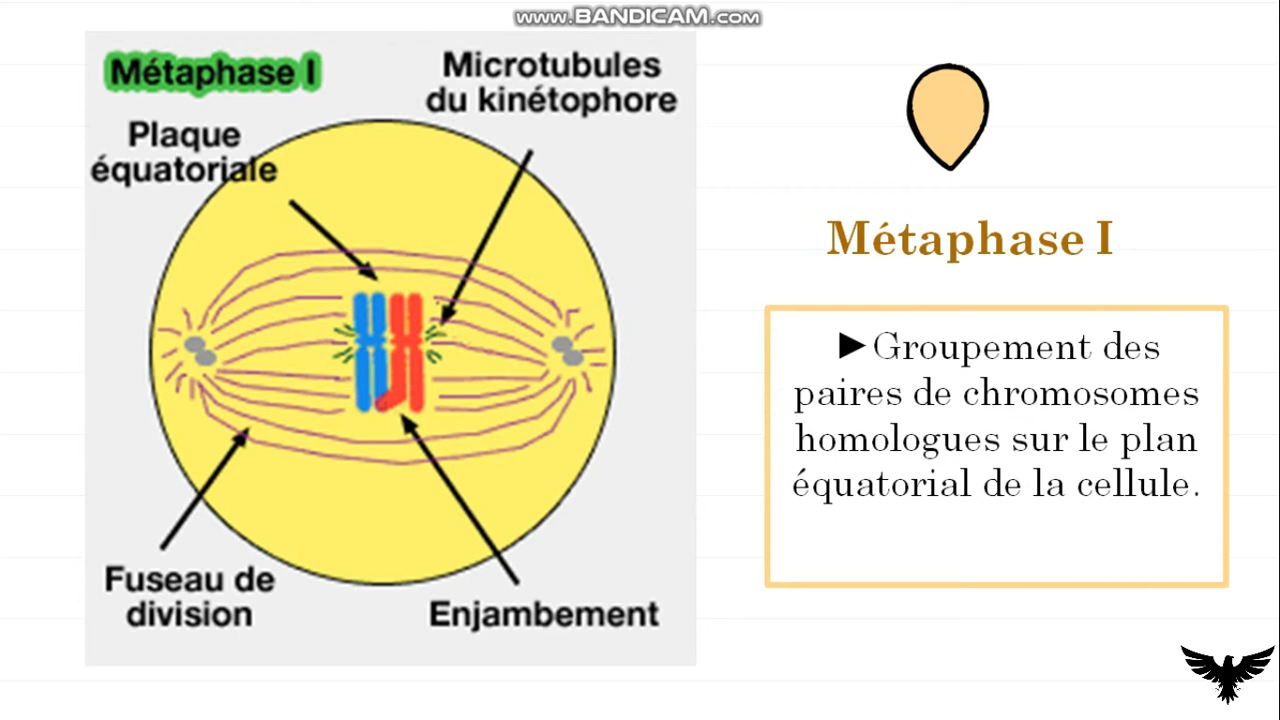 www.BANDICAM.com
Métaphase I
Microtubules
du kinétophore
Plaque
équatoriale
Fuseau de
division
Enjambement
Métaphase I
►Groupement des
paires de chromosomes
homologues sur le plan
équatorial de la cellule.